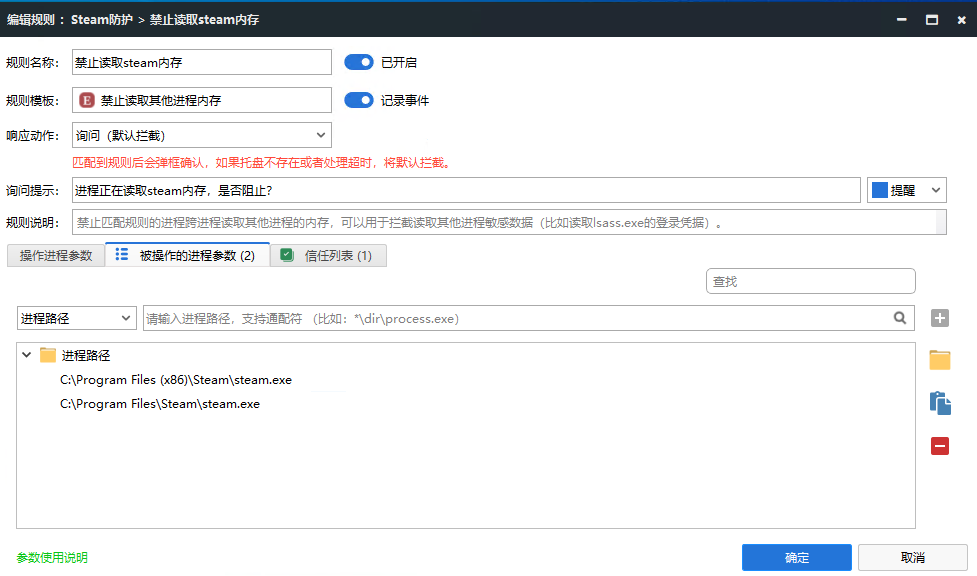 编辑规则： Steam防护 > 禁止读取steam内存
规则名称： 禁止读取steam内存 已开启
规则模板： E 禁止读取其他进程内存 记录事件
响应动作： 询问（默认拦截）
匹配到规则后会弹框确认，如果托盘不存在或者处理超时，将默认拦截。
询问提示： 进程正在读取steam内存，是否阻止? 提醒
规则说明： 禁止匹配规则的进程跨进程读取其他进程的内存，可以用于拦截读取其他进程敏感数据（比如读取lsass.exe的登录凭据）。
操作进程参数 被操作的进程参数 (2) 信任列表 (1)
查找
进程路径 请输入进程路径，支持通配符 （比如：*\dir\process.exe）
进程路径
C:\Program Files (x86)\Steam\steam.exe
C:\Program Files\Steam\steam.exe
参数使用说明 确定 取消